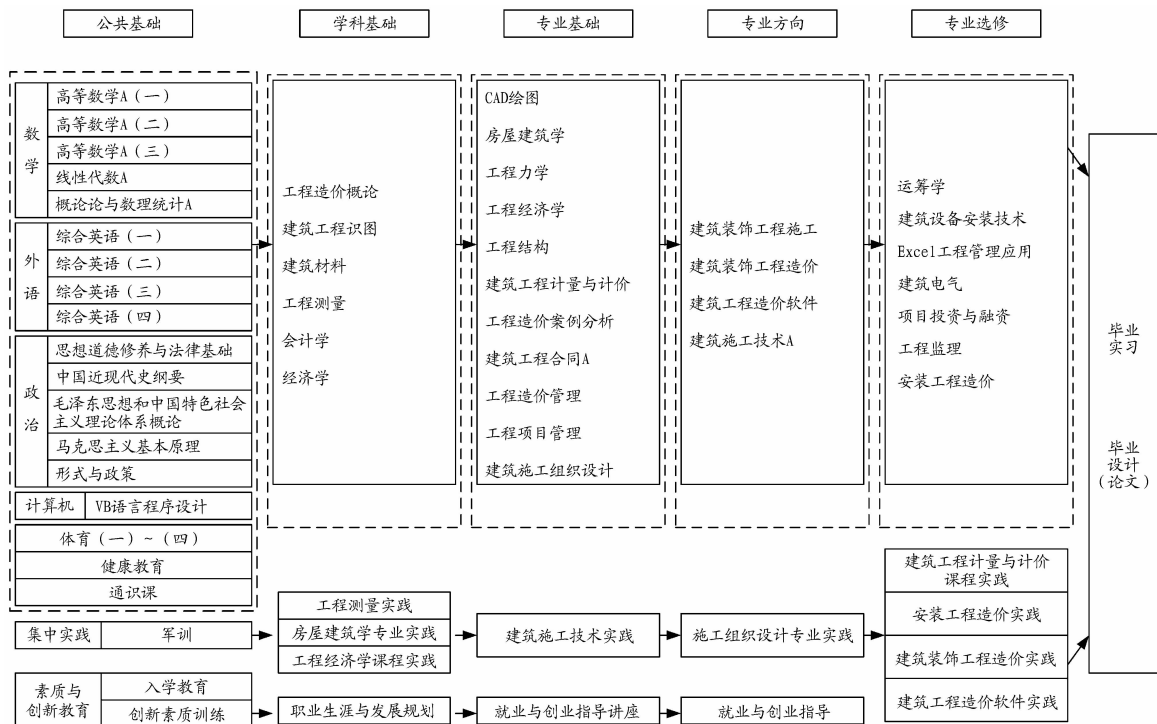 公共基础
学科基础
专业基础
专业方向
专业选修
数学
高等数学A（一）
高等数学A（二）
高等数学A（三）
线性代数A
概论论与数理统计A
外语
综合英语（一）
综合英语（二）
综合英语（三）
综合英语（四）
政治
思想道德修养与法律基础
中国近现代史纲要
毛泽东思想和中国特色社会
主义理论体系概论
马克思主义基本原理
形式与政策
计算机
VB语言程序设计
体育（一）～（四）
健康教育
通识课
工程造价概论
建筑工程识图
建筑材料
工程测量
会计学
经济学
CAD绘图
房屋建筑学
工程力学
工程经济学
工程结构
建筑工程计量与计价
工程造价案例分析
建筑工程合同A
工程造价管理
工程项目管理
建筑施工组织设计
建筑装饰工程施工
建筑装饰工程造价
建筑工程造价软件
建筑施工技术A
运筹学
建筑设备安装技术
Excel工程管理应用
建筑电气
项目投资与融资
工程监理
安装工程造价
毕业
实习
毕业
设计
（论文）
集中实践
军训
工程测量实践
房屋建筑学专业实践
工程经济学课程实践
建筑施工技术实践
施工组织设计专业实践
建筑工程计量与计价
课程实践
安装工程造价实践
建筑装饰工程造价实践
建筑工程造价软件实践
素质与
创新教育
入学教育
创新素质训练
职业生涯与发展规划
就业与创业指导讲座
就业与创业指导